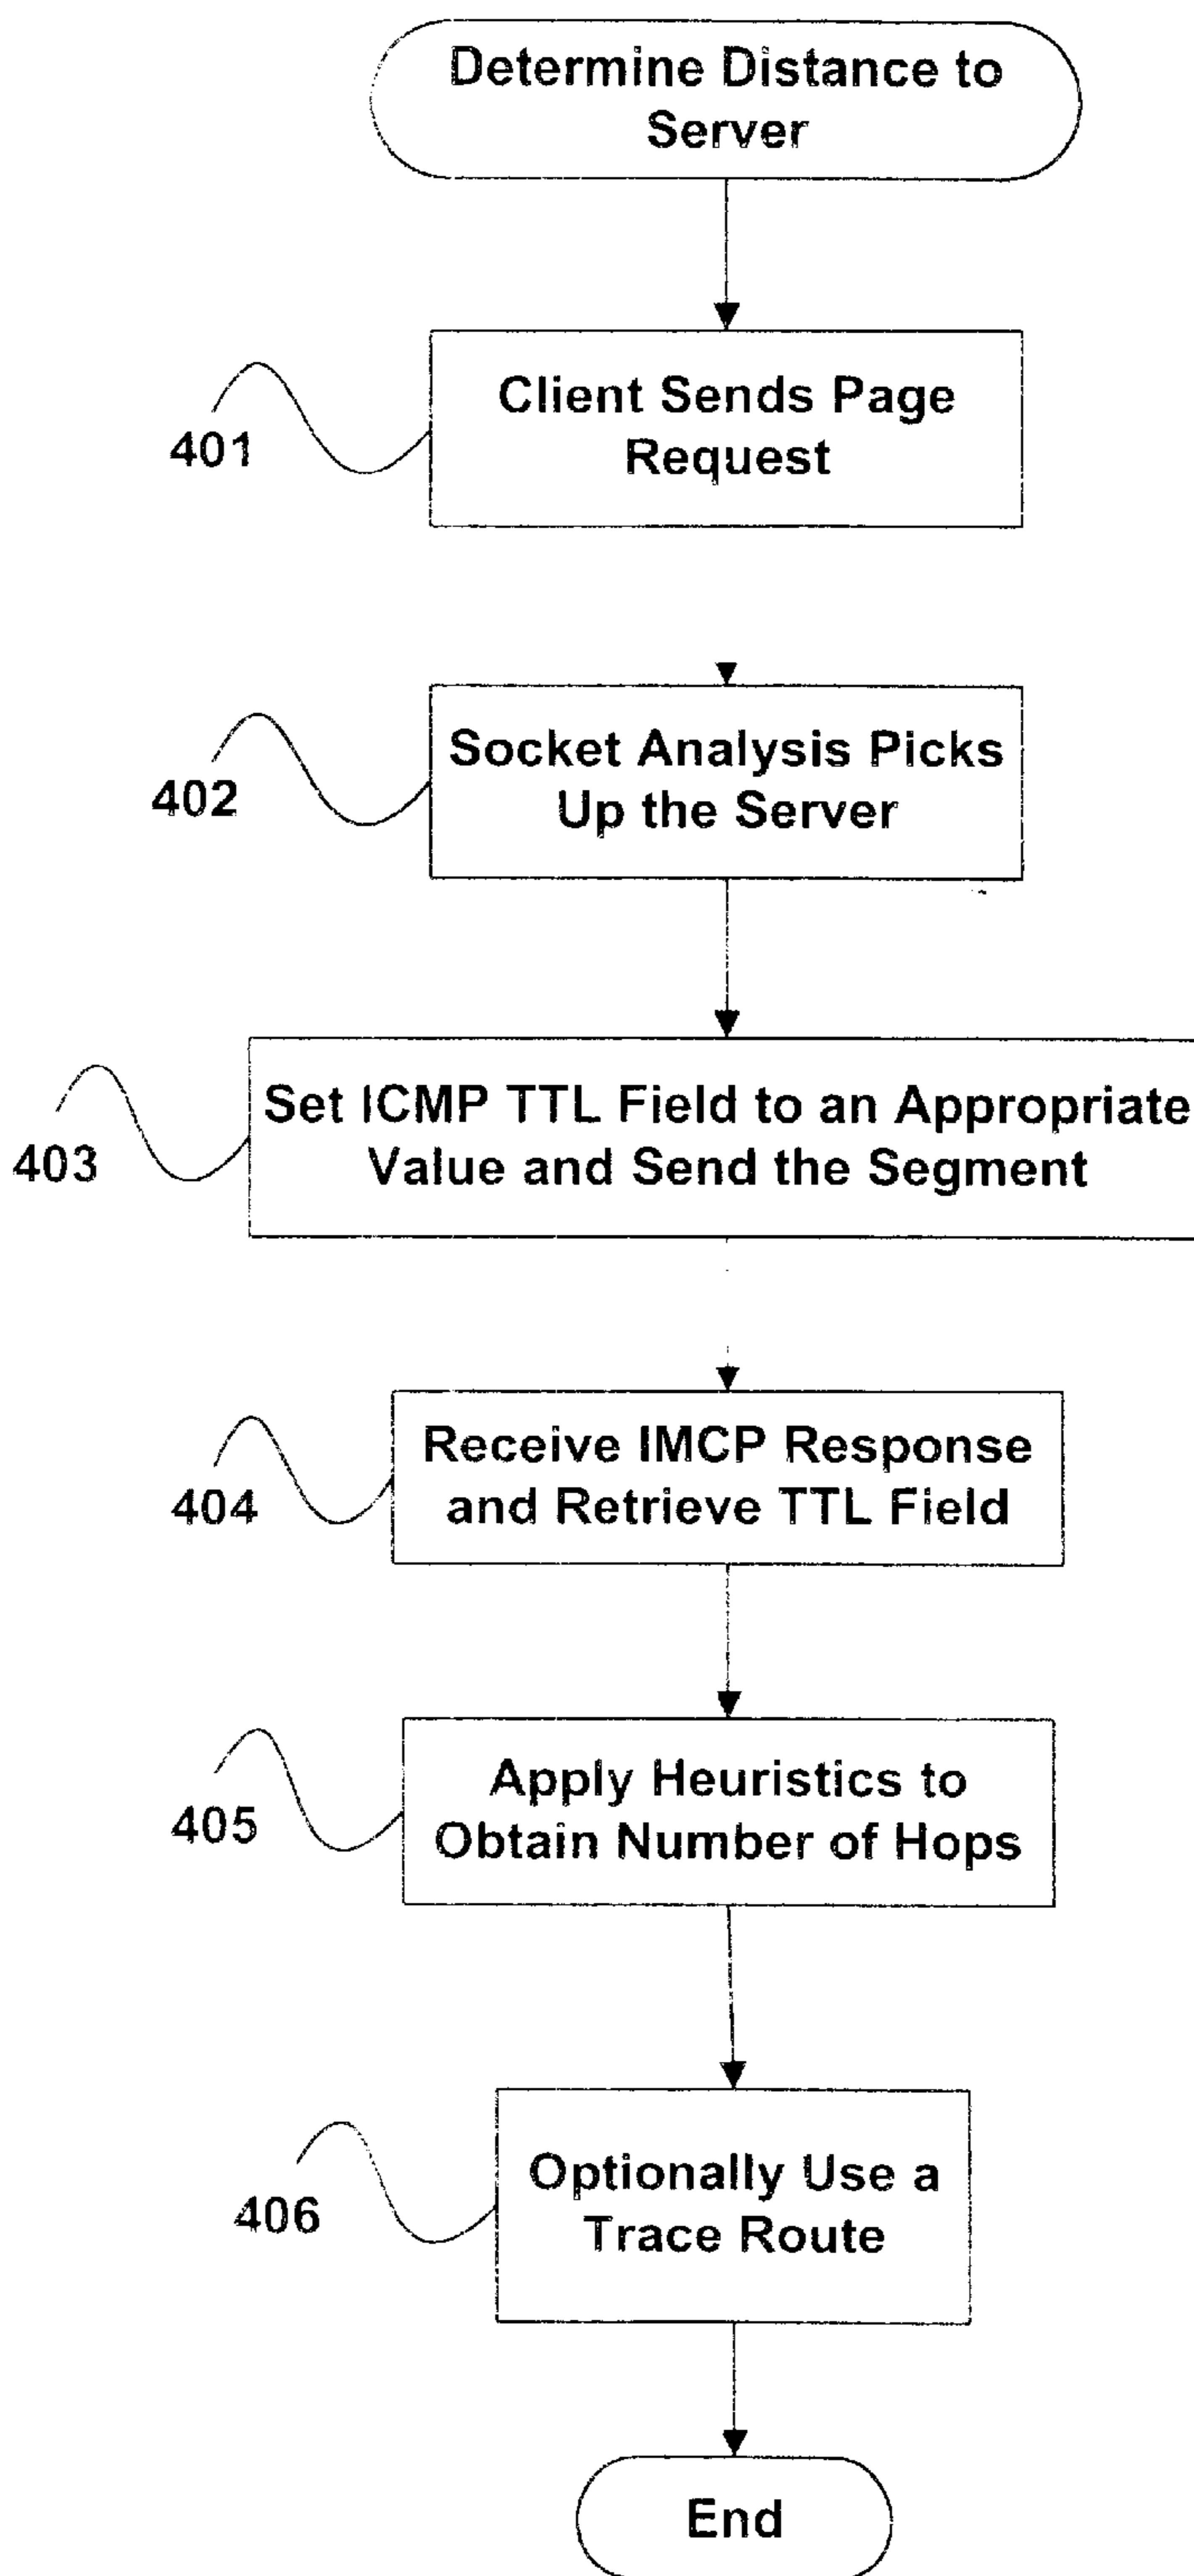 Determine Distance to
Server
Client Sends Page
Request
401
Socket Analysis Picks
Up the Server
402
Set ICMP TTL Field to an Appropriate
Value and Send the Segment
403
Receive IMCP Response
and Retrieve TTL Field
404
Apply Heuristics to
Obtain Number of Hops
405
Optionally Use a
Trace Route
406
End